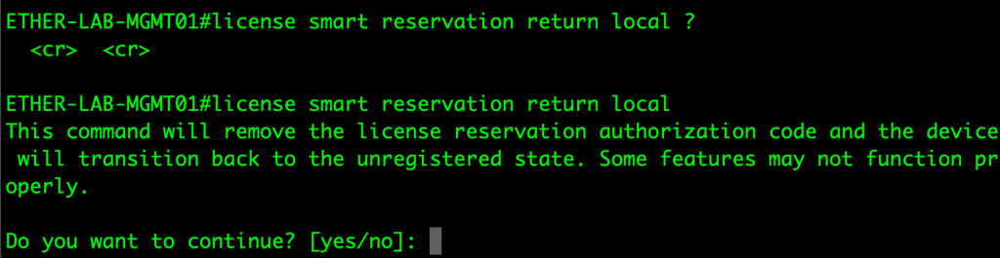 ETHER-LAB-MGMT01#license smart reservation return local ?
  <cr>  <cr>
ETHER-LAB-MGMT01#license smart reservation return local
This command will remove the license reservation authorization code and the device
 will transition back to the unregistered state. Some features may not function pr
operly.
Do you want to continue? [yes/no]: